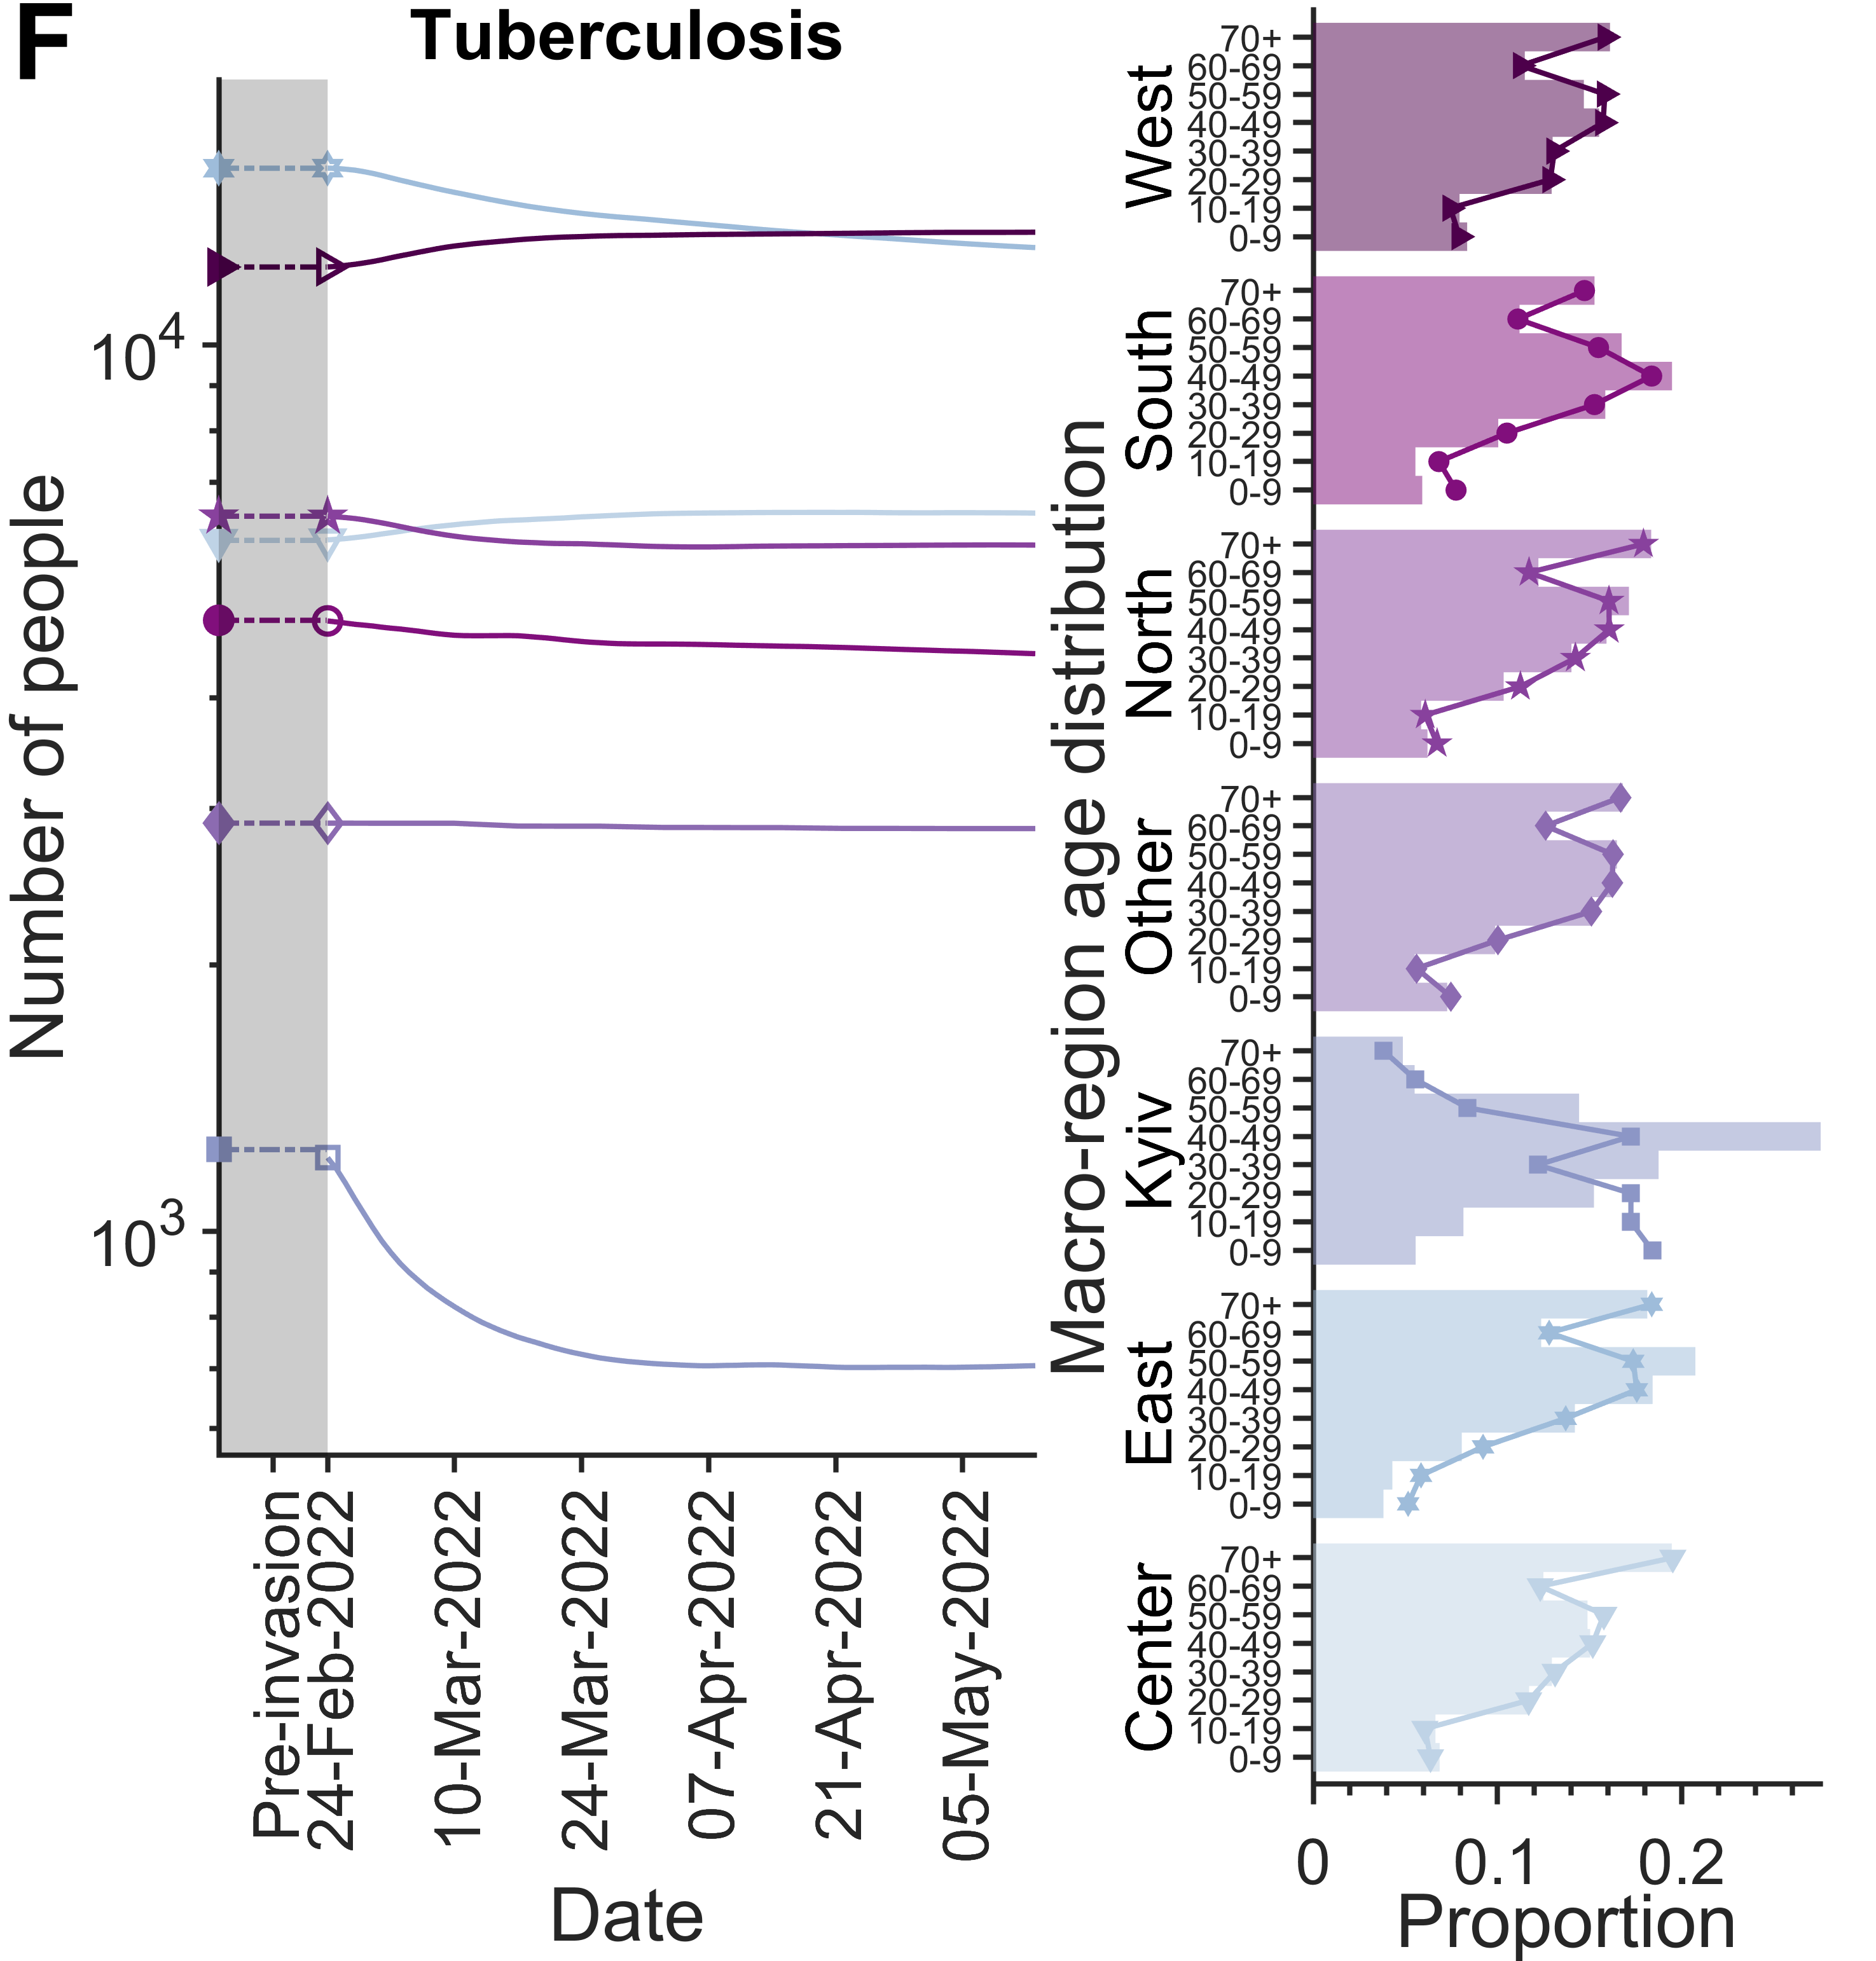 F
Tuberculosis
Number of people
10^4
10^3
Pre-invasion
24-Feb-2022
10-Mar-2022
24-Mar-2022
07-Apr-2022
21-Apr-2022
05-May-2022
Date
Macro-region age distribution
West
70+
60-69
50-59
40-49
30-39
20-29
10-19
0-9
South
70+
60-69
50-59
40-49
30-39
20-29
10-19
0-9
North
70+
60-69
50-59
40-49
30-39
20-29
10-19
0-9
Other
70+
60-69
50-59
40-49
30-39
20-29
10-19
0-9
Kyiv
70+
60-69
50-59
40-49
30-39
20-29
10-19
0-9
East
70+
60-69
50-59
40-49
30-39
20-29
10-19
0-9
Center
70+
60-69
50-59
40-49
30-39
20-29
10-19
0-9
0 0.1 0.2
Proportion